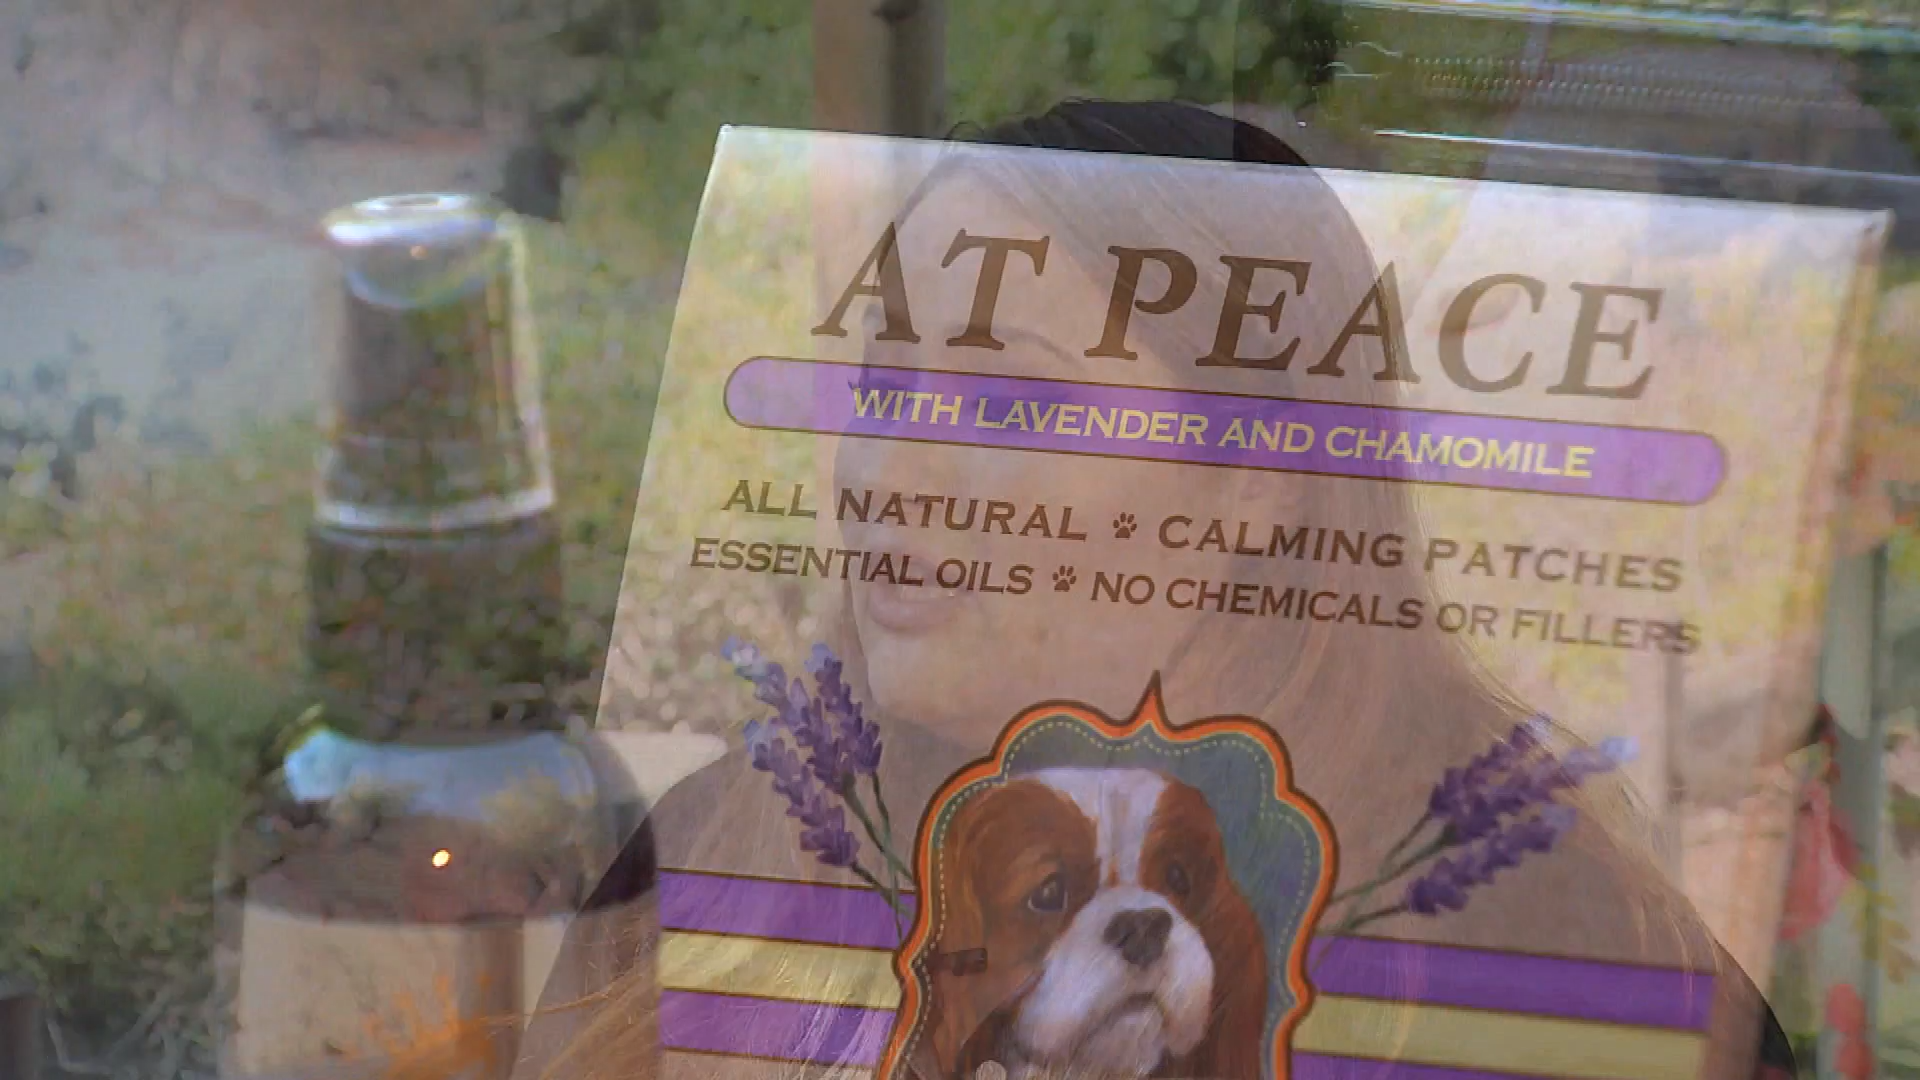 AT PEACE
WITH LAVENDER AND CHAMOMILE
ALL NATURAL 🐾 CALMING PATCHES
ESSENTIAL OILS 🐾 NO CHEMICALS OR FILLERS